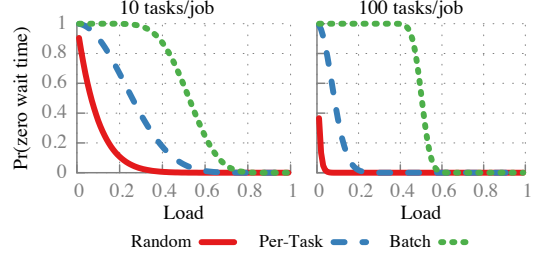 10 tasks/job
100 tasks/job
Pr(zero wait time)
1
0.8
0.6
0.4
0.2
0
0 0.2 0.4 0.6 0.8 1
0 0.2 0.4 0.6 0.8 1
Load
Load
Random Per-Task Batch